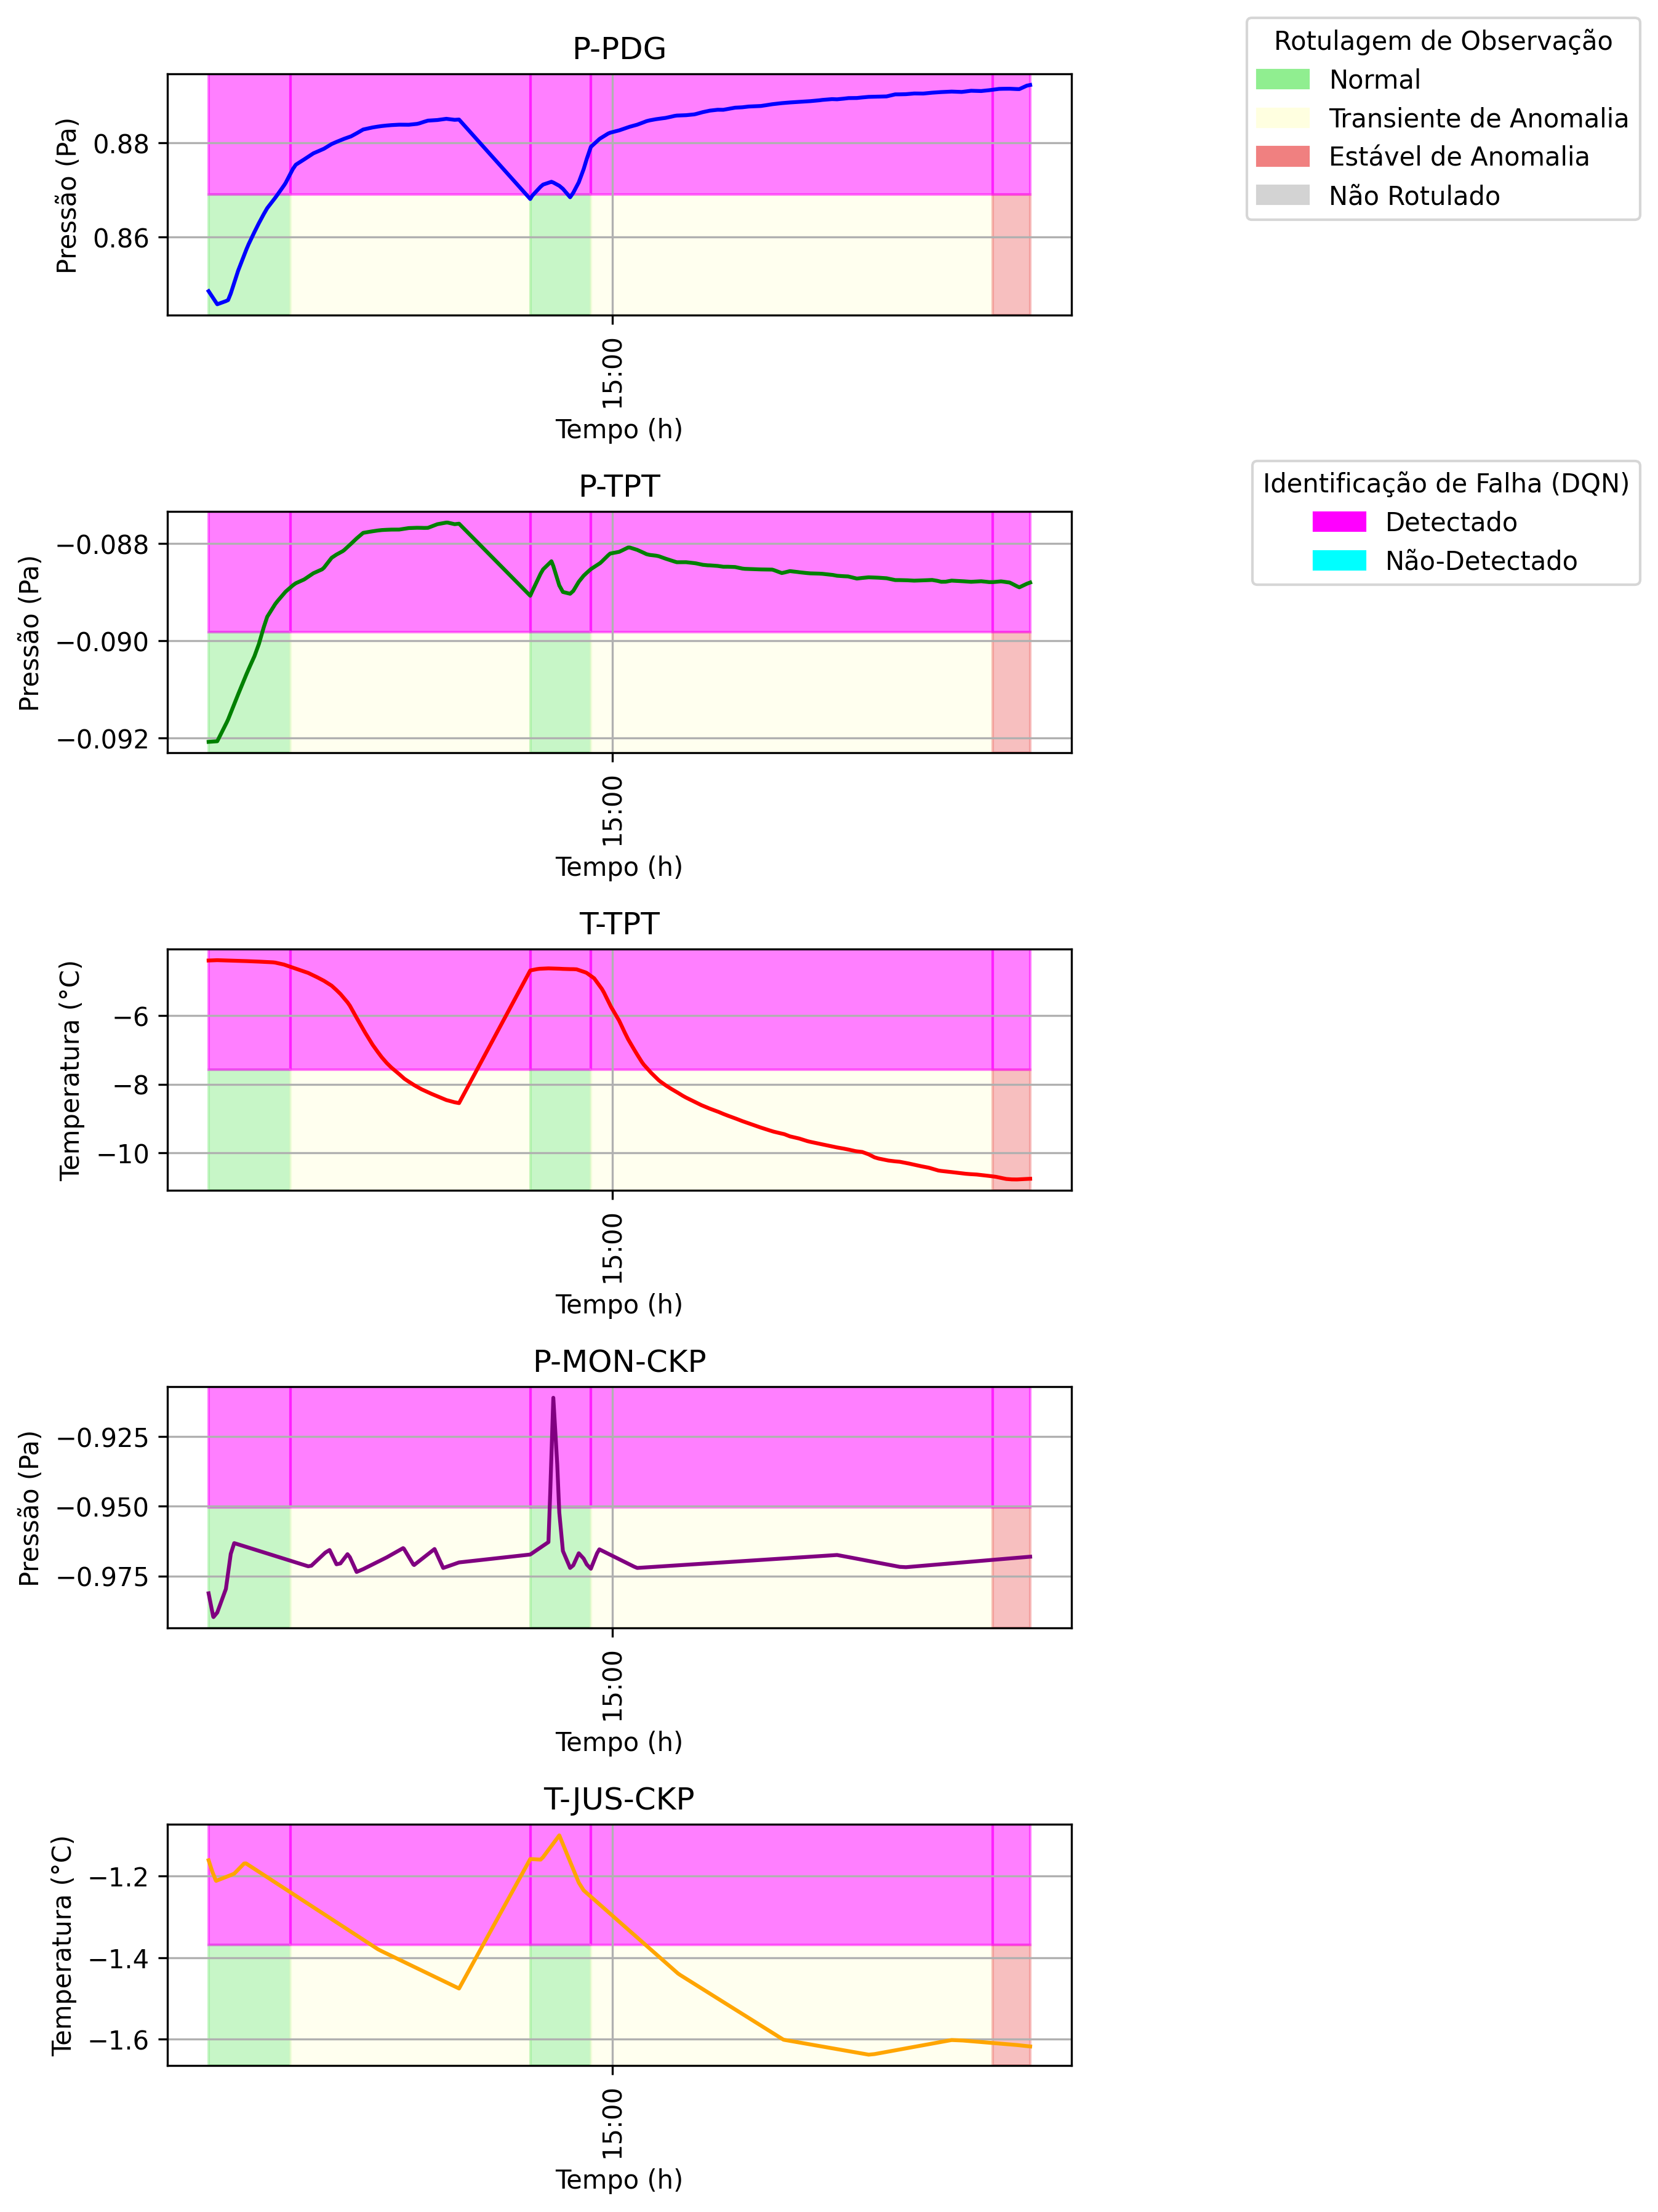 P-PDG
Rotulagem de Observação
Normal
Transiente de Anomalia
Estável de Anomalia
Não Rotulado
Pressão (Pa)
0.88
0.86
15:00
Tempo (h)
P-TPT
Identificação de Falha (DQN)
Detectado
Não-Detectado
Pressão (Pa)
−0.088
−0.090
−0.092
15:00
Tempo (h)
T-TPT
Temperatura (°C)
−6
−8
−10
15:00
Tempo (h)
P-MON-CKP
Pressão (Pa)
−0.925
−0.950
−0.975
15:00
Tempo (h)
T-JUS-CKP
Temperatura (°C)
−1.2
−1.4
−1.6
15:00
Tempo (h)